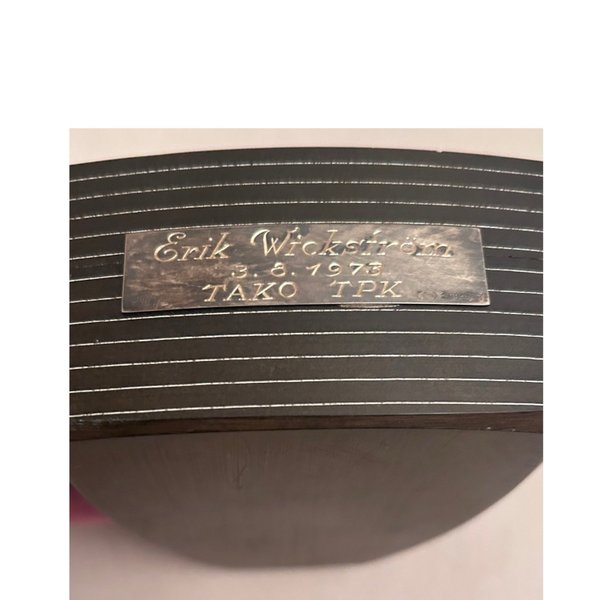 Erik Wickström
3.8.1973
TAKO TPK